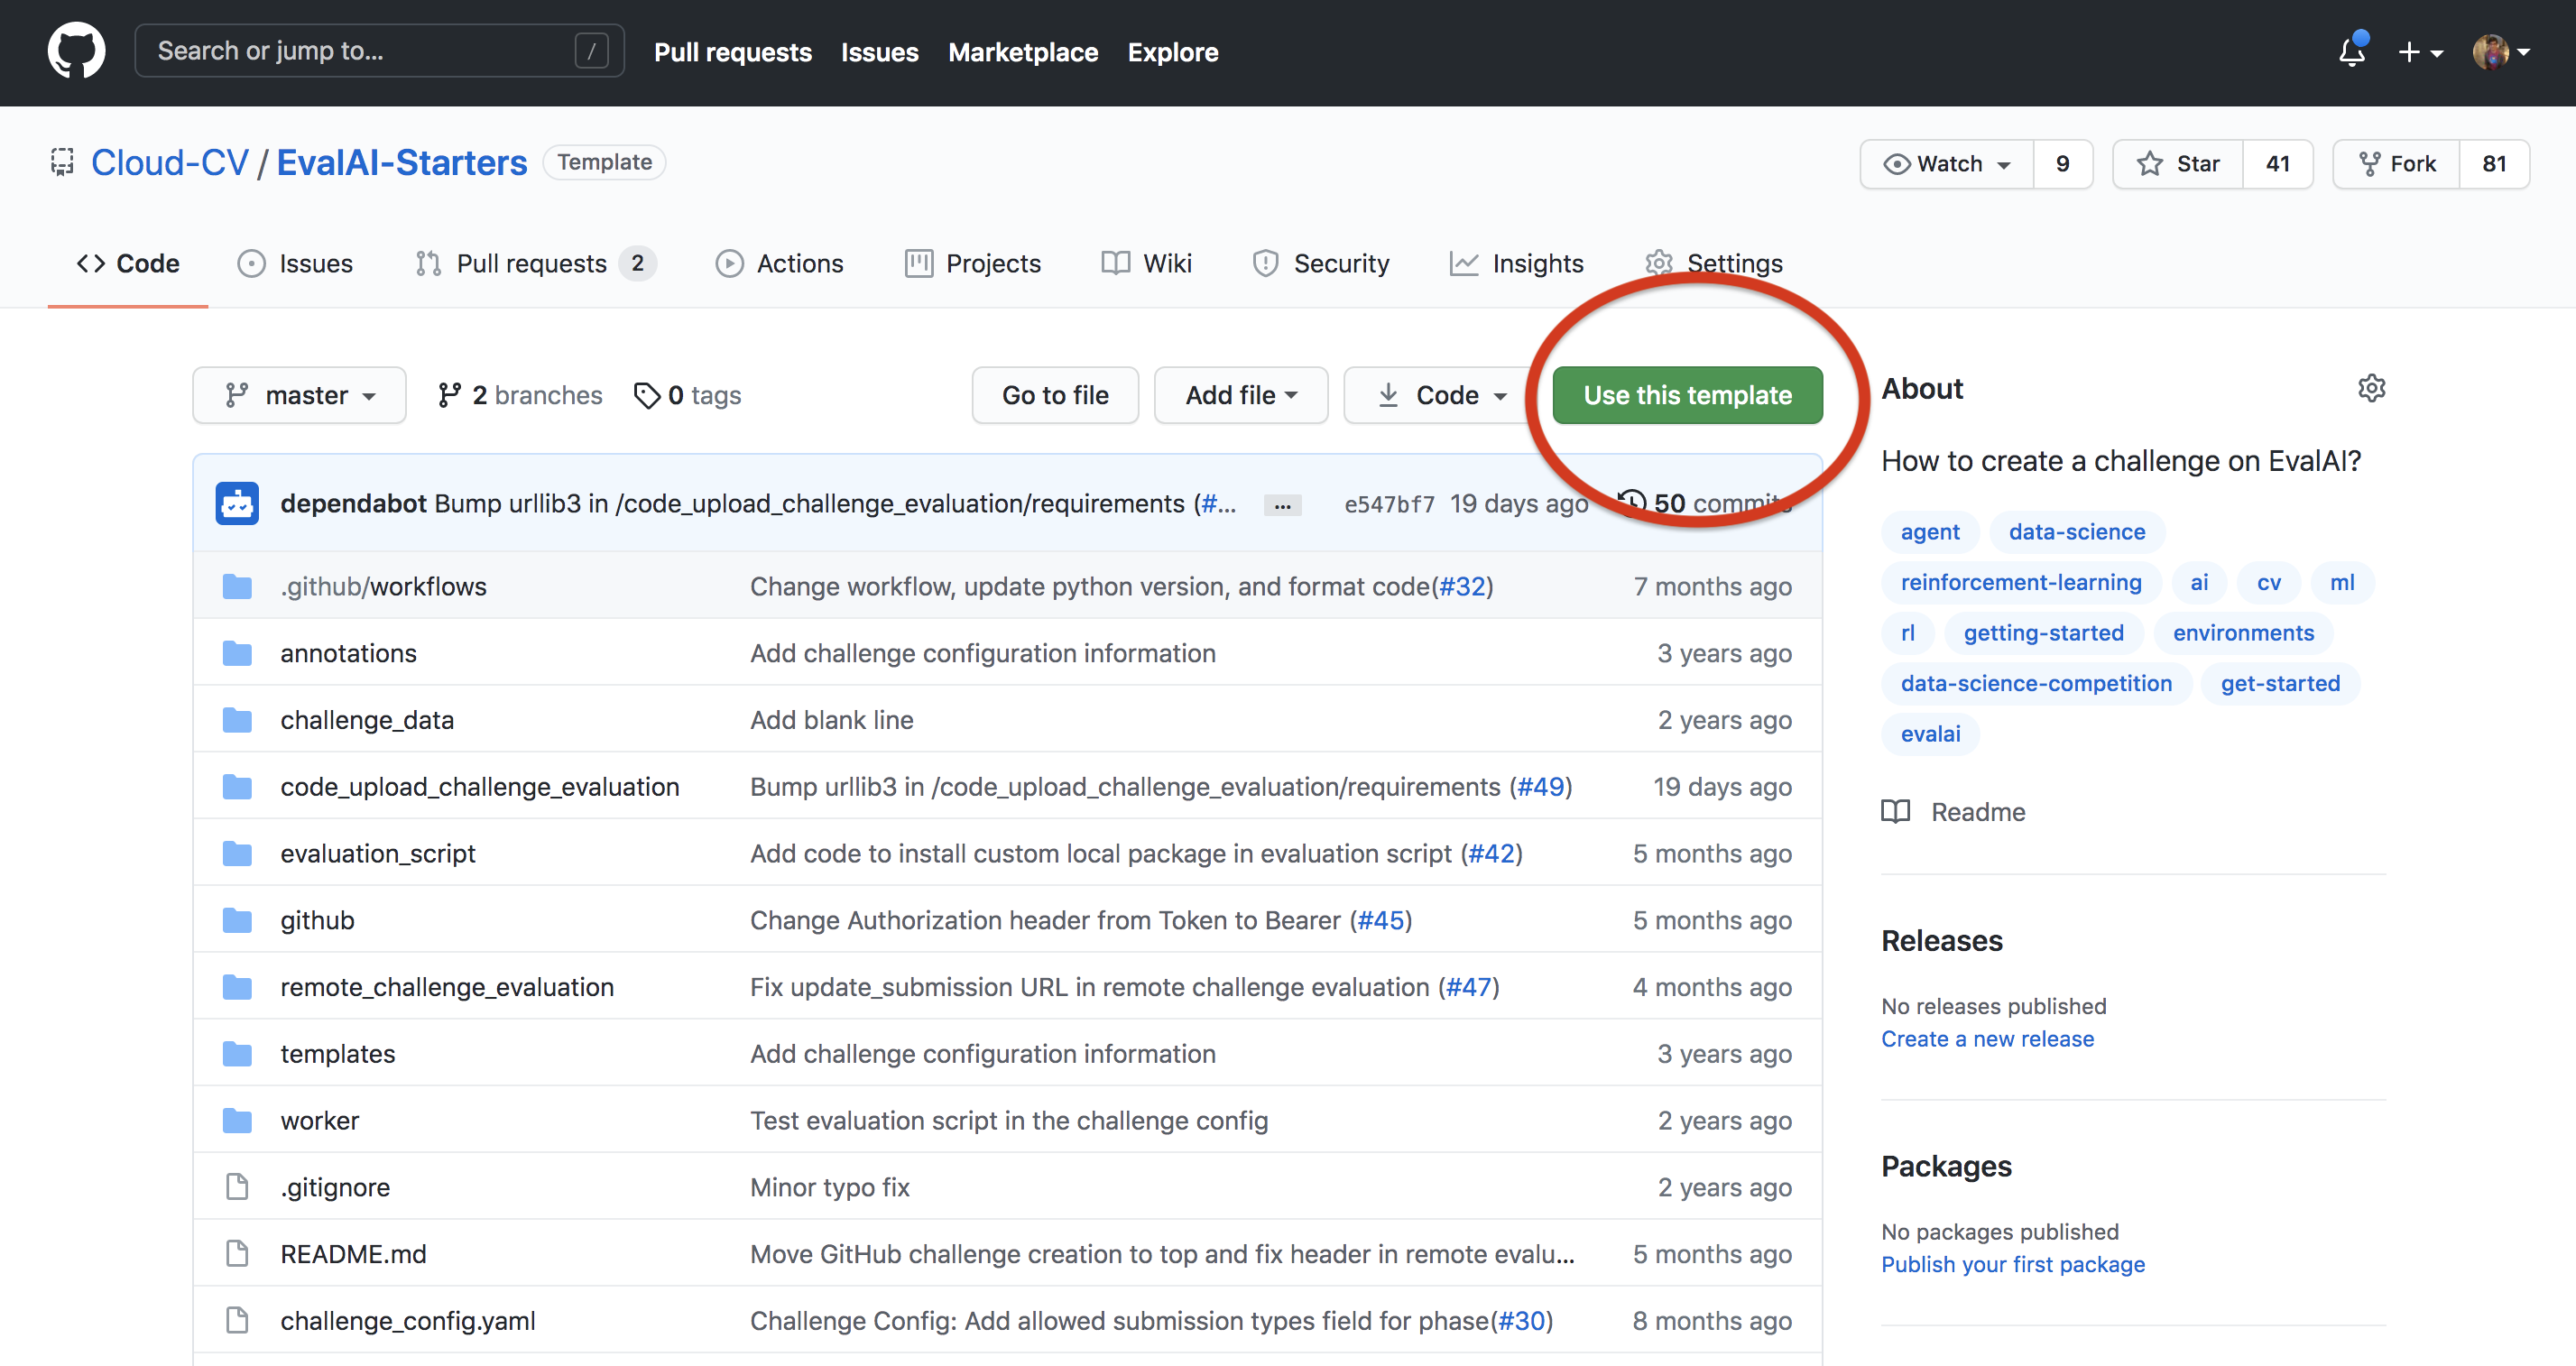 Search or jump to... /
Pull requests Issues Marketplace Explore
Cloud-CV / EvalAI-Starters Template
Watch 9 Star 41 Fork 81
Code Issues Pull requests 2 Actions Projects Wiki Security Insights Settings
master 2 branches 0 tags Go to file Add file Code Use this template
dependabot Bump urllib3 in /code_upload_challenge_evaluation/requirements (#... ... e547bf7 19 days ago 50 commits
.github/workflows Change workflow, update python version, and format code(#32) 7 months ago
annotations Add challenge configuration information 3 years ago
challenge_data Add blank line 2 years ago
code_upload_challenge_evaluation Bump urllib3 in /code_upload_challenge_evaluation/requirements (#49) 19 days ago
evaluation_script Add code to install custom local package in evaluation script (#42) 5 months ago
github Change Authorization header from Token to Bearer (#45) 5 months ago
remote_challenge_evaluation Fix update_submission URL in remote challenge evaluation (#47) 4 months ago
templates Add challenge configuration information 3 years ago
worker Test evaluation script in the challenge config 2 years ago
.gitignore Minor typo fix 2 years ago
README.md Move GitHub challenge creation to top and fix header in remote evalu... 5 months ago
challenge_config.yaml Challenge Config: Add allowed submission types field for phase(#30) 8 months ago
About
How to create a challenge on EvalAI?
agent data-science
reinforcement-learning ai cv ml
rl getting-started environments
data-science-competition get-started
evalai
Readme
Releases
No releases published
Create a new release
Packages
No packages published
Publish your first package